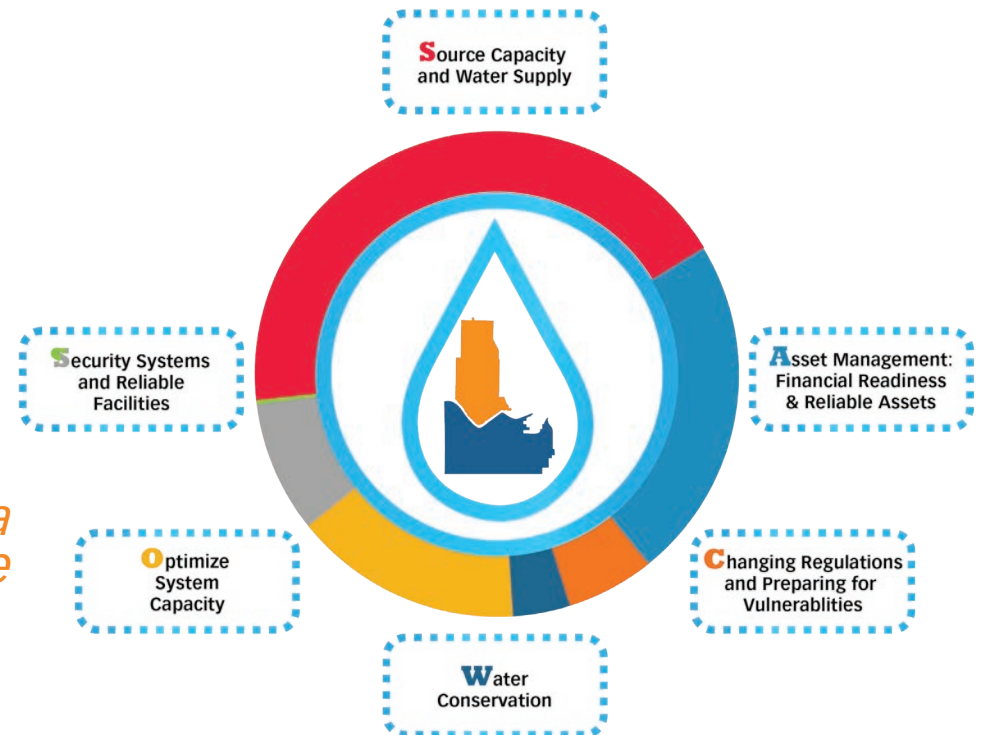 Source Capacity
and Water Supply
Security Systems
and Reliable
Facilities
Asset Management:
Financial Readiness
& Reliable Assets
a
e
Optimize
System
Capacity
Changing Regulations
and Preparing for
Vulnerablities
Water
Conservation